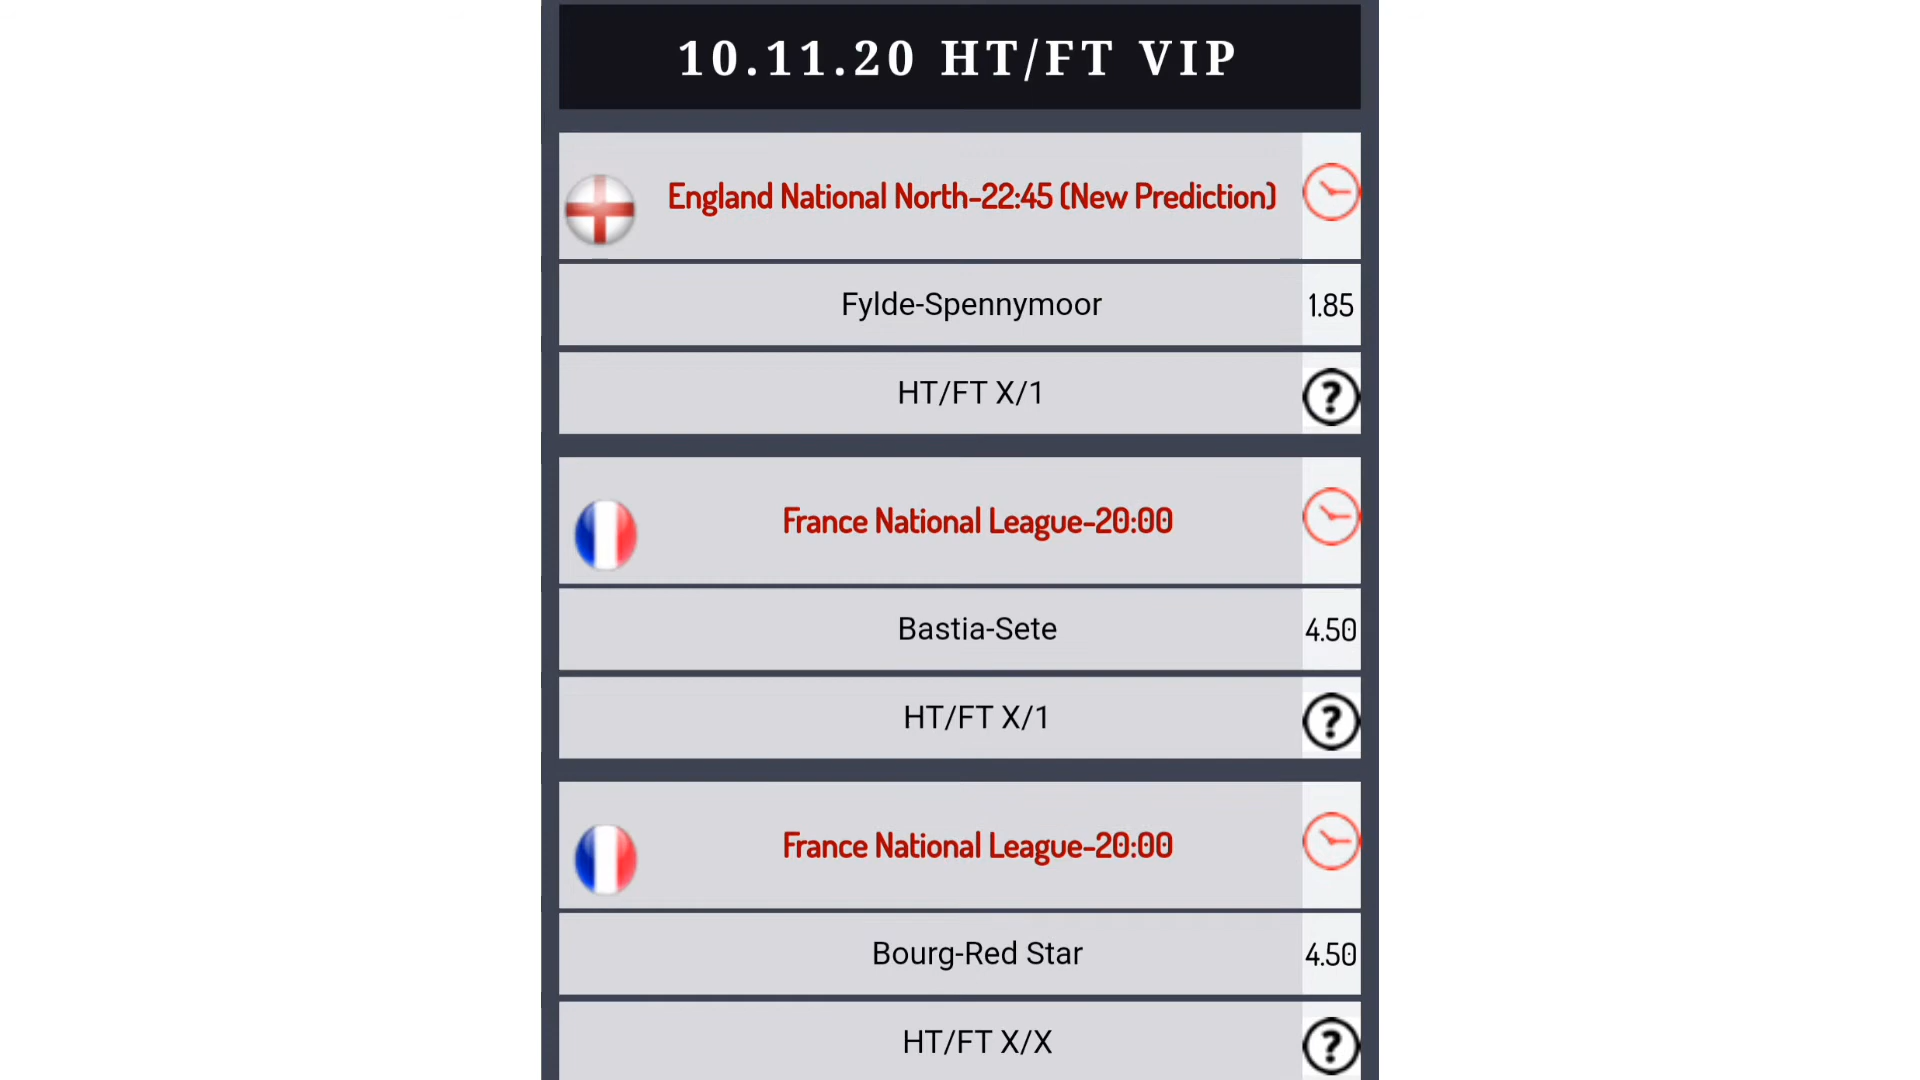 10.11.20 HT/FT VIP
England National North-22:45 (New Prediction)
Fylde-Spennymoor 1.85
HT/FT X/1 ?
France National League-20:00
Bastia-Sete 4.50
HT/FT X/1 ?
France National League-20:00
Bourg-Red Star 4.50
HT/FT X/X ?